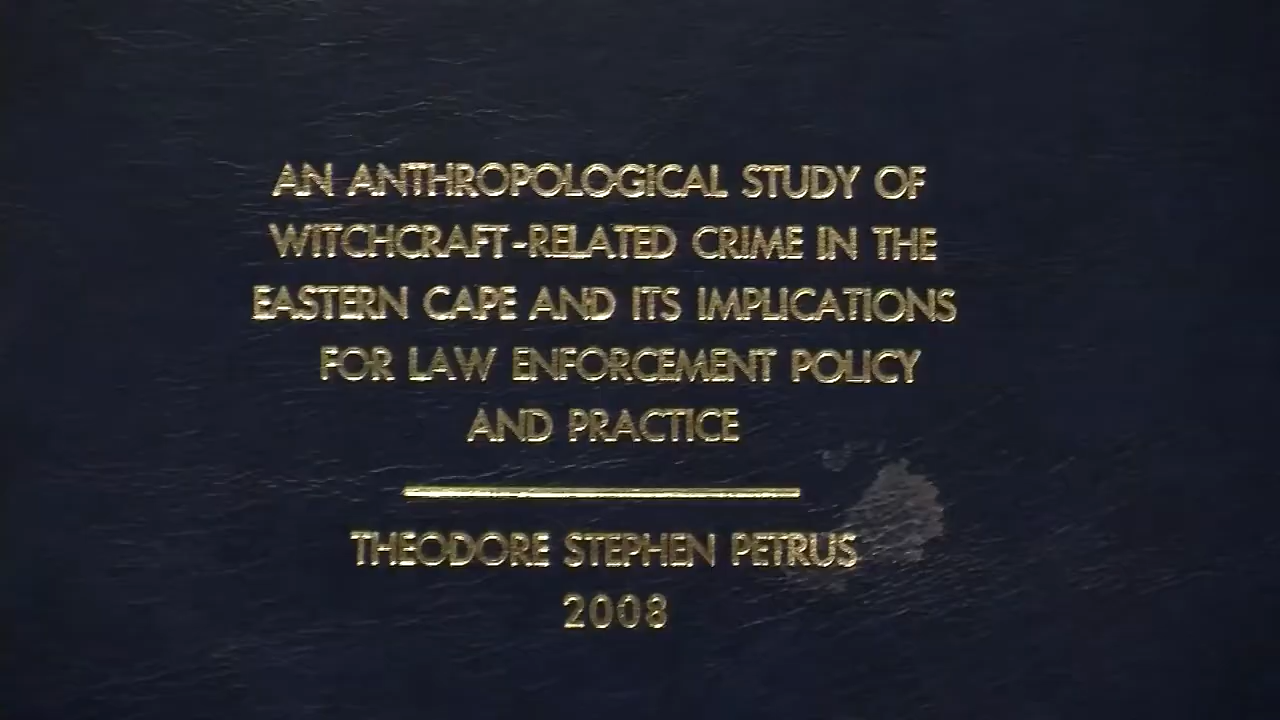 AN ANTHROPOLOGICAL STUDY OF
WITCHCRAFT-RELATED CRIME IN THE
EASTERN CAPE AND ITS IMPLICATIONS
FOR LAW ENFORCEMENT POLICY
AND PRACTICE
THEODORE STEPHEN PETRUS
2008